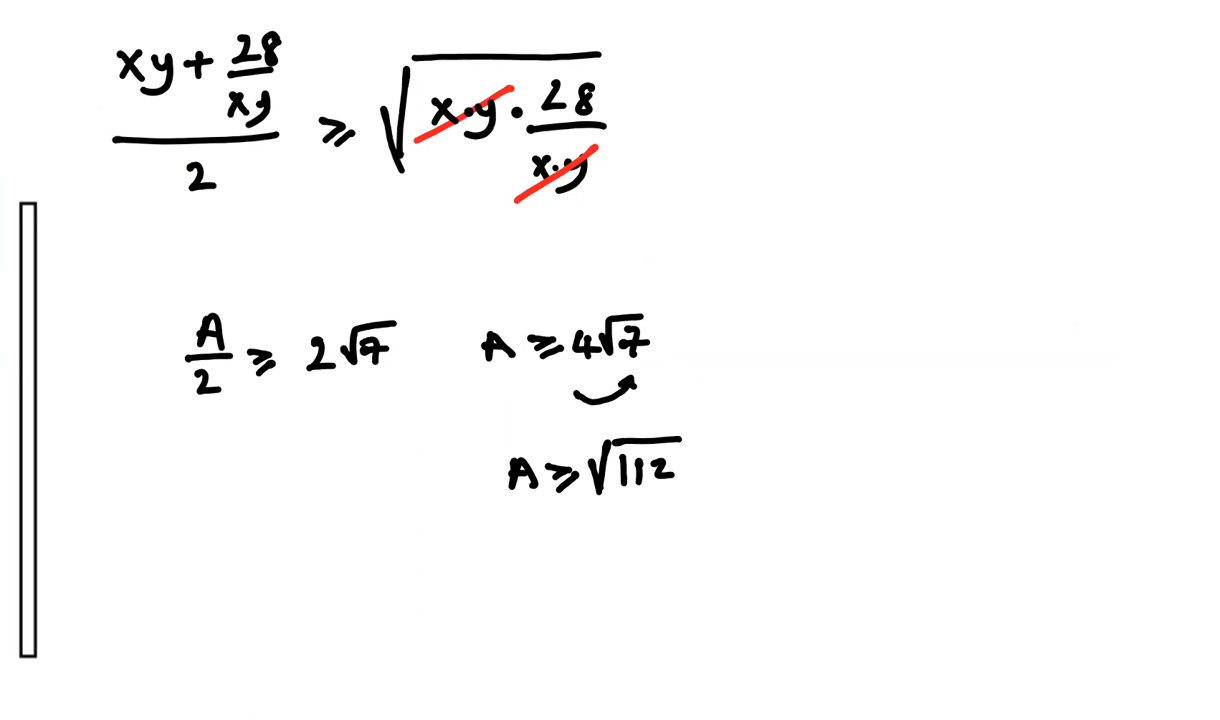 (xy + 28/xy)/2 ≥ √(x·y · 28/x·y)
A/2 ≥ 2√7 A ≥ 4√7
A ≥ √112